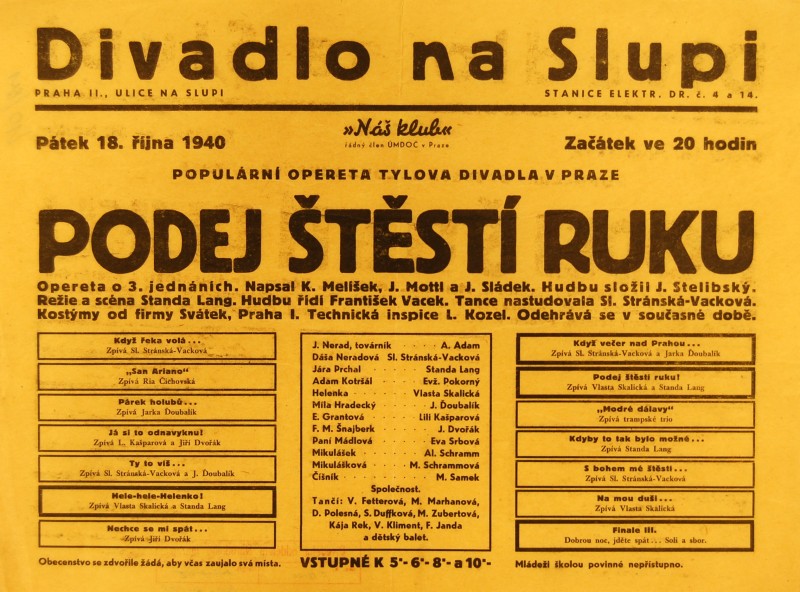 Divadlo na Slupi
PRAHA II., ULICE NA SLUPI
STANICE ELEKTR. DR. č. 4 a 14.
Pátek 18. října 1940
»Náš klub«
řádný člen ÚMDOČ v Praze
Začátek ve 20 hodin
POPULÁRNÍ OPERETA TYLOVA DIVADLA V PRAZE
PODEJ ŠTĚSTÍ RUKU
Opereta o 3. jednáních. Napsal K. Melíšek, J. Mottl a J. Sládek. Hudbu složil J. Stelibský.
Režie a scéna Standa Lang. Hudbu řídí František Vacek. Tance nastudovala Sl. Stránská-Vacková.
Kostýmy od firmy Svátek, Praha I. Technická inspice L. Kozel. Odehrává se v současné době.
Když řeka volá...
Zpívá Sl. Stránská-Vacková
„San Ariano"
Zpívá Ria Čichovská
Párek holubů...
Zpívá Jarka Ďoubalík
Já si to odnavyknu!
Zpívá L. Kašparová a Jiří Dvořák
Ty to víš...
Zpívá Sl. Stránská-Vacková a J. Ďoubalík
Hele-hele-Helenko!
Zpívá Vlasta Skalická a Standa Lang
Nechce se mi spát...
Zpívá Jiří Dvořák
J. Nerad, továrník - - - A. Adam
Dáša Neradová Sl. Stránská-Vacková
Jára Prchal Standa Lang
Adam Kotršál - - - Evž. Pokorný
Helenka - - - Vlasta Skalická
Míla Hradecký - - - J. Ďoubalík
E. Grantová - - - Lili Kašparová
F. M. Šnajberk - - - J. Dvořák
Paní Mádlová - - - Eva Srbová
Mikulášek - - - Al. Schramm
Mikulášková - - - M. Schrammová
Číšník - - - M. Samek
Společnost.
Tančí: V. Fetterová, M. Marhanová,
D. Polesná, S. Duffková, M. Zubertová,
Kája Rek, V. Kliment, F. Janda
a dětský balet.
Když večer nad Prahou...
Zpívá Sl. Stránská-Vacková a Jarka Ďoubalík
Podej štěstí ruku!
Zpívá Vlasta Skalická a Standa Lang
„Modré dálavy"
Zpívá trampské trio
Kdyby to tak bylo možné...
Zpívá Standa Lang
S bohem mé štěstí...
Zpívá Sl. Stránská-Vacková
Na mou duši...
Zpívá Vlasta Skalická
Finale III.
Dobrou noc, jděte spát... Soli a sbor.
Obecenstvo se zdvořile žádá, aby včas zaujalo svá místa.
VSTUPNÉ K 5·- 6·- 8·- a 10·-
Mládeži školou povinné nepřístupno.